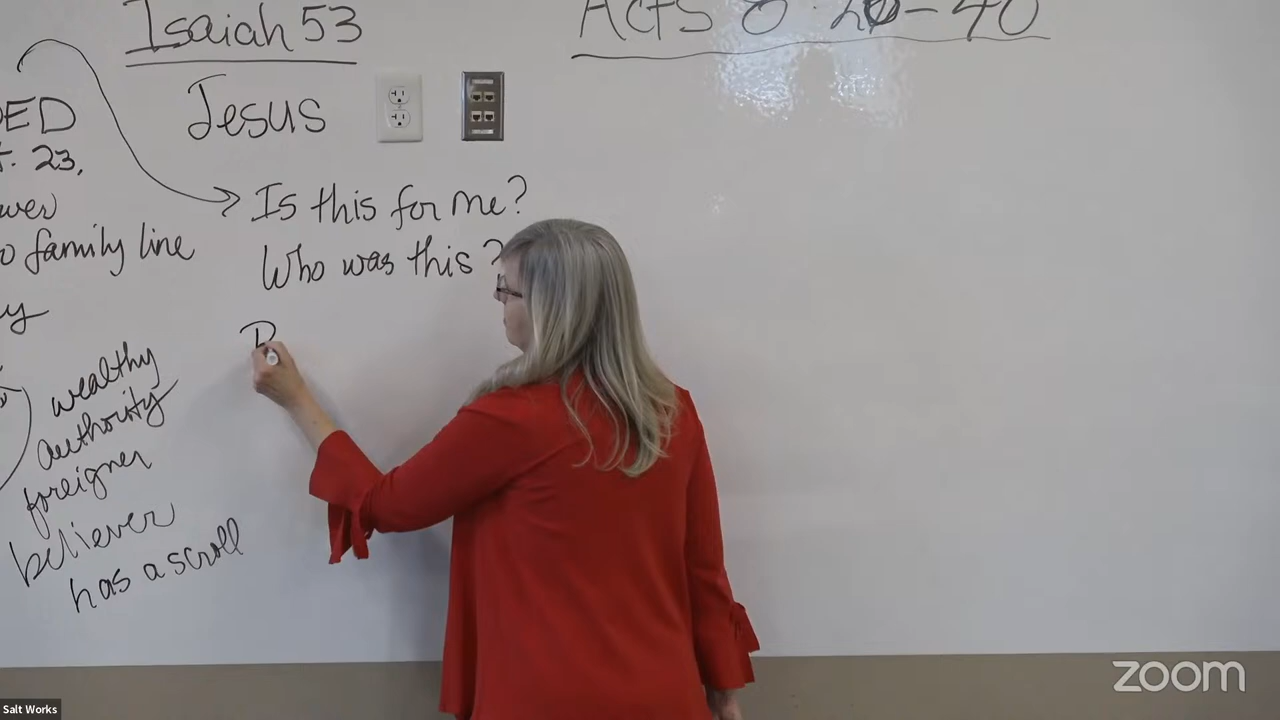 Isaiah 53
Acts 8:26-40
Jesus
DED
t. 23,
wer
o family line
y
Is this for me?
Who was this?
wealthy
authority
foreigner
believer
has a scroll
zoom
Salt Works